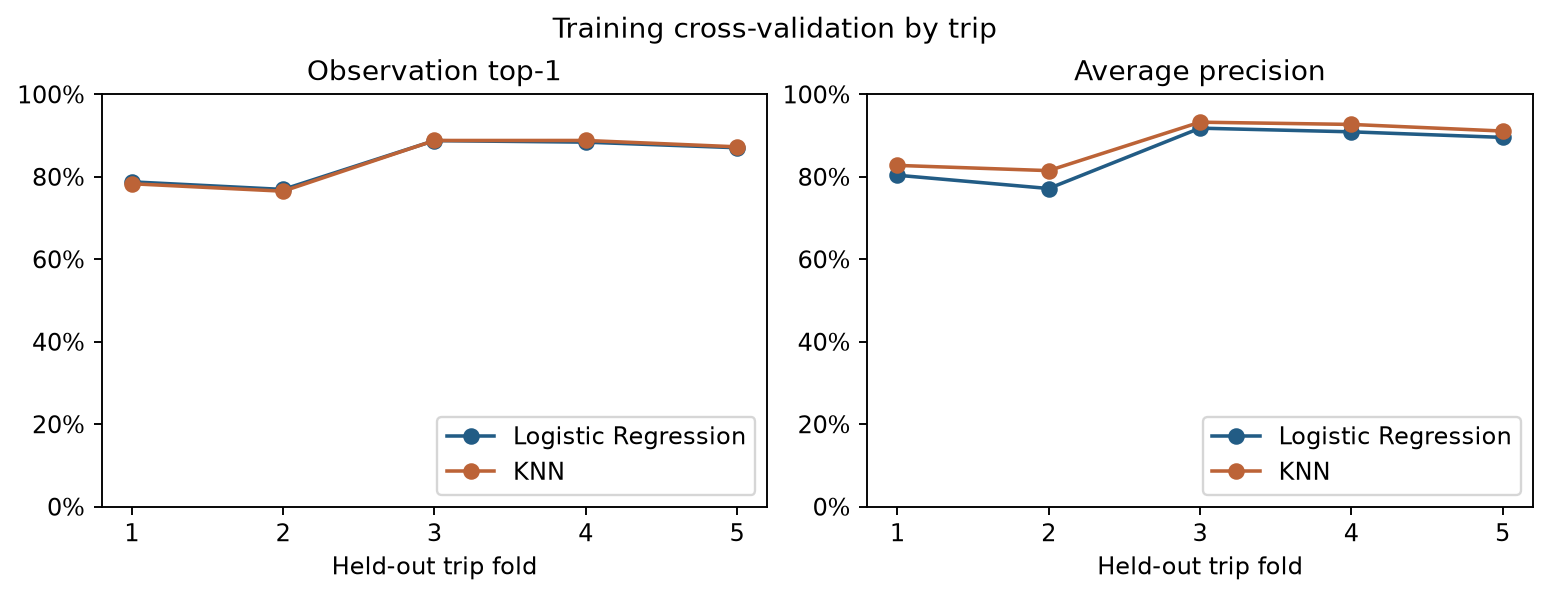 Training cross-validation by trip
Observation top-1
100%
80%
60%
40%
20%
0%
1 2 3 4 5
Held-out trip fold
Logistic Regression
KNN
Average precision
100%
80%
60%
40%
20%
0%
1 2 3 4 5
Held-out trip fold
Logistic Regression
KNN